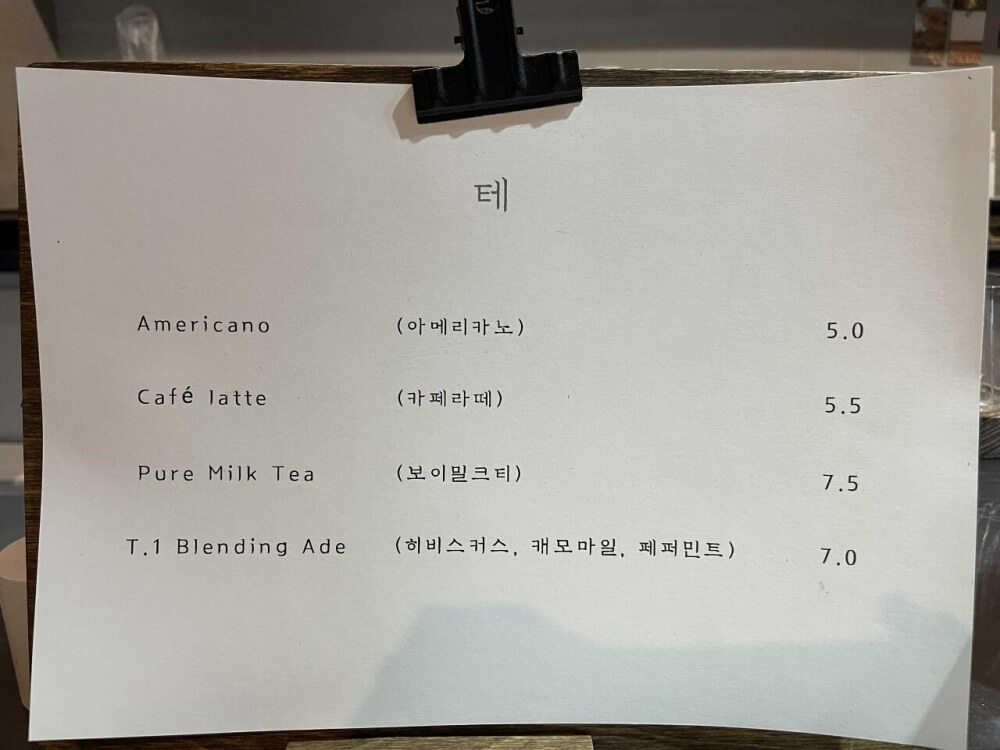 테
Americano (아메리카노) 5.0
Café latte (카페라떼) 5.5
Pure Milk Tea (보이밀크티) 7.5
T.1 Blending Ade (히비스커스, 캐모마일, 페퍼민트) 7.0